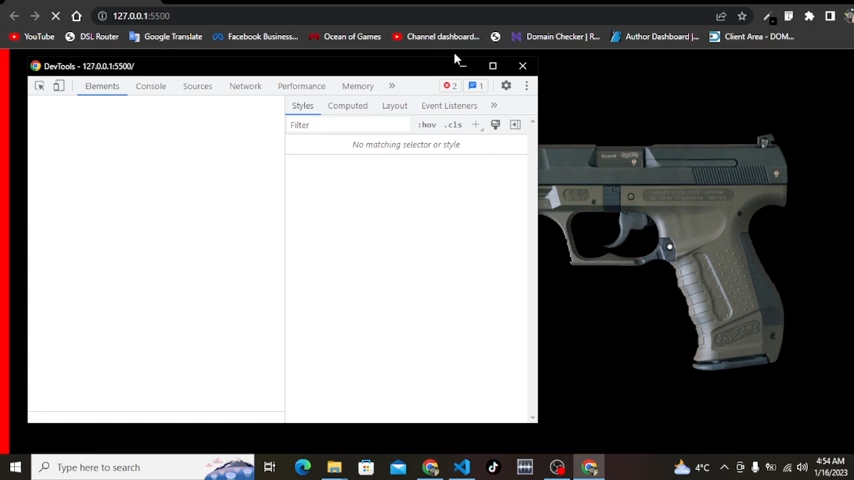 127.0.0.1:5500
YouTube
DSL Router
Google Translate
Facebook Business...
Ocean of Games
Channel dashboard...
Domain Checker | R...
Author Dashboard |...
Client Area - DOM...
DevTools - 127.0.0.1:5500/
Elements
Console
Sources
Network
Performance
Memory
»
2
1
Styles
Computed
Layout
Event Listeners
»
Filter
:hov
.cls
No matching selector or style
Type here to search
4°C
4:54 AM
1/16/2023